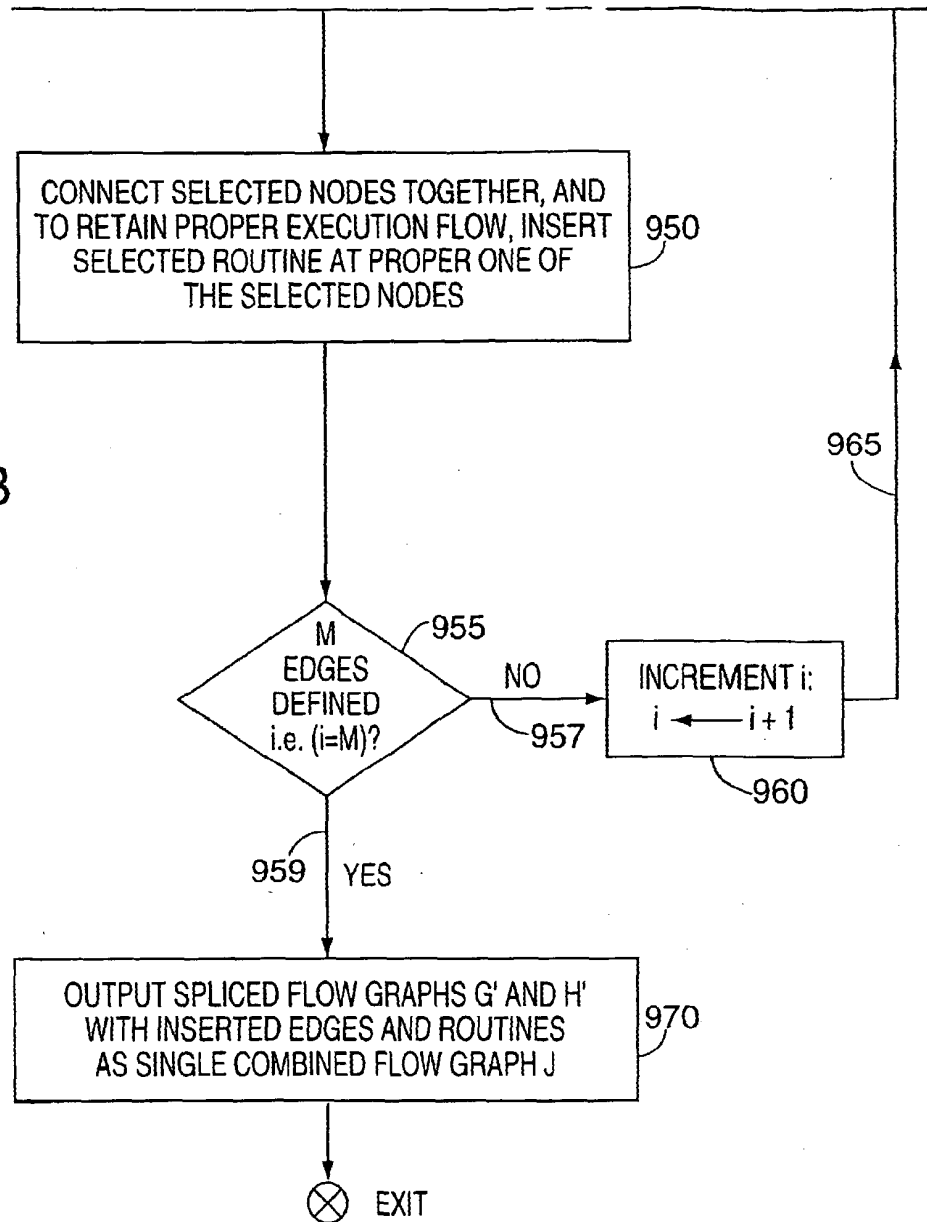 CONNECT SELECTED NODES TOGETHER, AND
TO RETAIN PROPER EXECUTION FLOW, INSERT
SELECTED ROUTINE AT PROPER ONE OF
THE SELECTED NODES
950
965
M
EDGES
DEFINED
i.e. (i=M)?
955
NO
957
INCREMENT i:
i ← i + 1
960
959
YES
OUTPUT SPLICED FLOW GRAPHS G' AND H'
WITH INSERTED EDGES AND ROUTINES
AS SINGLE COMBINED FLOW GRAPH J
970
EXIT